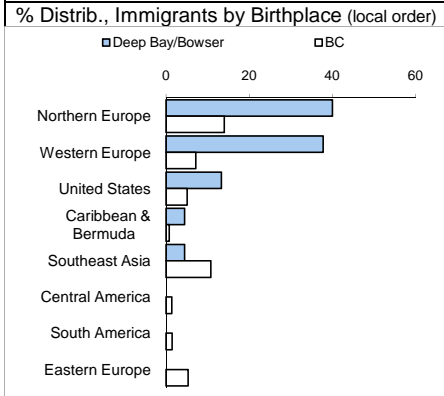 % Distrib., Immigrants by Birthplace (local order)
Deep Bay/Bowser BC
0 20 40 60
Northern Europe
Western Europe
United States
Caribbean &
Bermuda
Southeast Asia
Central America
South America
Eastern Europe